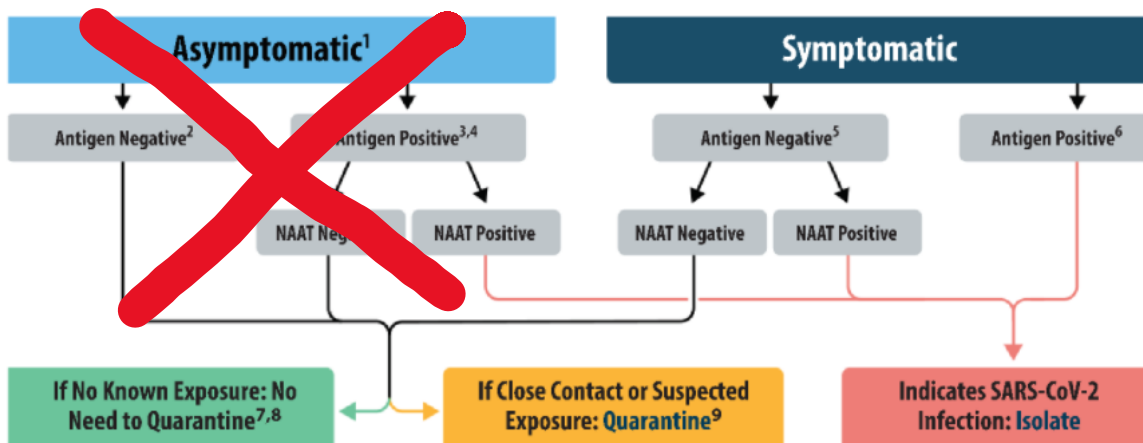 Asymptomatic¹
Symptomatic
Antigen Negative²
Antigen Positive³,⁴
Antigen Negative⁵
Antigen Positive⁶
NAAT Negative
NAAT Positive
NAAT Negative
NAAT Positive
If No Known Exposure: No
Need to Quarantine⁷,⁸
If Close Contact or Suspected
Exposure: Quarantine⁹
Indicates SARS-CoV-2
Infection: Isolate